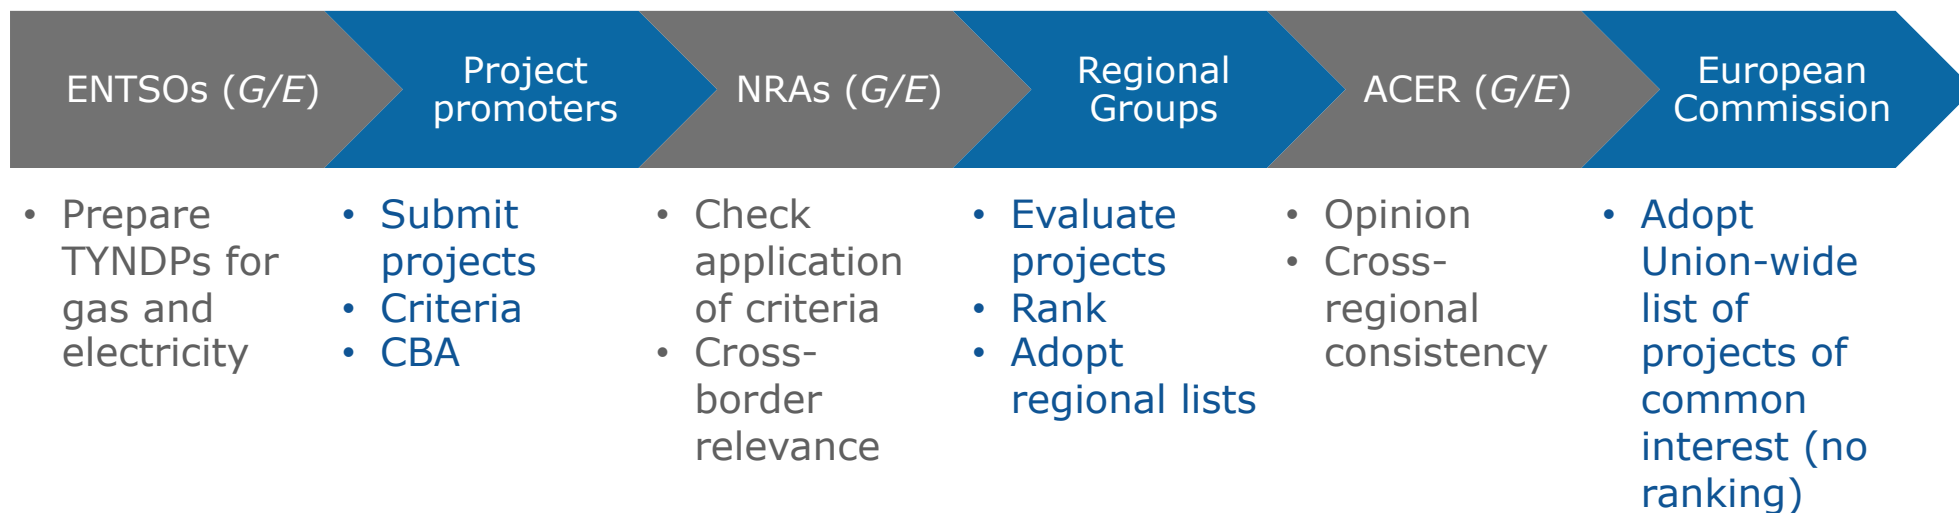 ENTSOs (G/E)
Project
promoters
NRAs (G/E)
Regional
Groups
ACER (G/E)
European
Commission
• Prepare
TYNDPs for
gas and
electricity
• Submit
projects
• Criteria
• CBA
• Check
application
of criteria
• Cross-
border
relevance
• Evaluate
projects
• Rank
• Adopt
regional lists
• Opinion
• Cross-
regional
consistency
• Adopt
Union-wide
list of
projects of
common
interest (no
ranking)